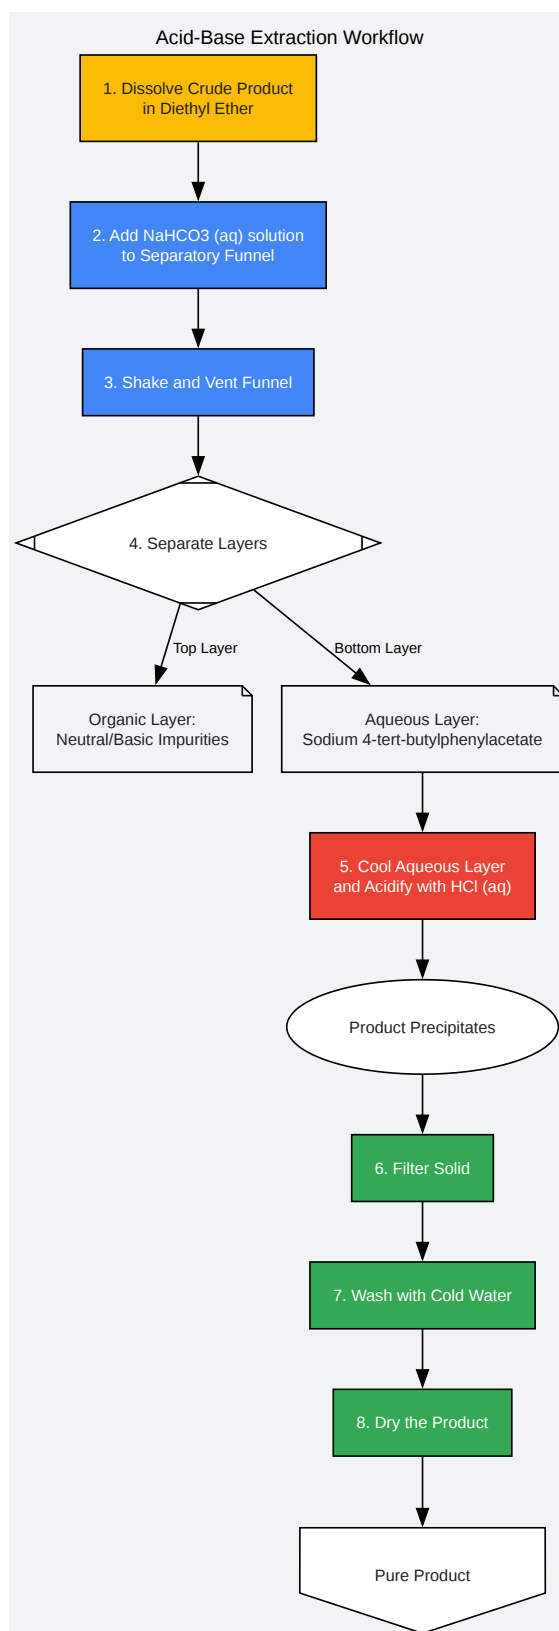 Acid-Base Extraction Workflow
1. Dissolve Crude Product
in Diethyl Ether
2. Add NaHCO3 (aq) solution
to Separatory Funnel
3. Shake and Vent Funnel
4. Separate Layers
Top Layer
Bottom Layer
Organic Layer:
Neutral/Basic Impurities
Aqueous Layer:
Sodium 4-tert-butylphenylacetate
5. Cool Aqueous Layer
and Acidify with HCl (aq)
Product Precipitates
6. Filter Solid
7. Wash with Cold Water
8. Dry the Product
Pure Product